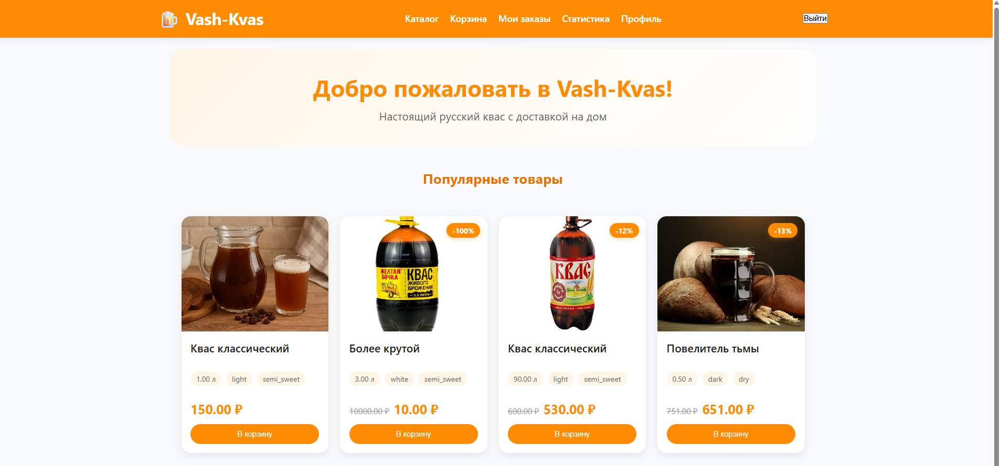 Vash-Kvas
Каталог Корзина Мои заказы Статистика Профиль
Выйти
Добро пожаловать в Vash-Kvas!
Настоящий русский квас с доставкой на дом
Популярные товары
-100%
-12%
-13%
ЖЕЛТАЯ БОЧКА
КВАС
ЖИВОГО
БРОЖЕНИЯ
2,5 ЛИТРА
КВАС
Квас классический
1.00 л light semi_sweet
150.00 ₽
В корзину
Более крутой
3.00 л white semi_sweet
10000.00 ₽ 10.00 ₽
В корзину
Квас классический
90.00 л light semi_sweet
600.00 ₽ 530.00 ₽
В корзину
Повелитель тьмы
0.50 л dark dry
751.00 ₽ 651.00 ₽
В корзину